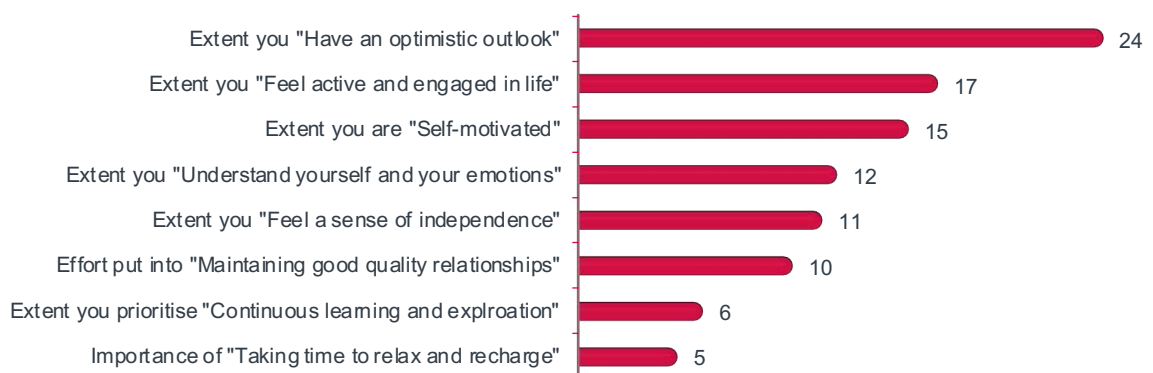 Extent you "Have an optimistic outlook" 24
Extent you "Feel active and engaged in life" 17
Extent you are "Self-motivated" 15
Extent you "Understand yourself and your emotions" 12
Extent you "Feel a sense of independence" 11
Effort put into "Maintaining good quality relationships" 10
Extent you prioritise "Continuous learning and explroation" 6
Importance of "Taking time to relax and recharge" 5